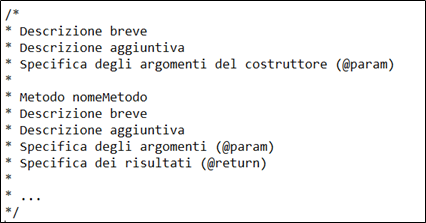 /*
* Descrizione breve
* Descrizione aggiuntiva
* Specifica degli argomenti del costruttore (@param)
*
* Metodo nomeMetodo
* Descrizione breve
* Descrizione aggiuntiva
* Specifica degli argomenti (@param)
* Specifica dei risultati (@return)
*
* ...
*/